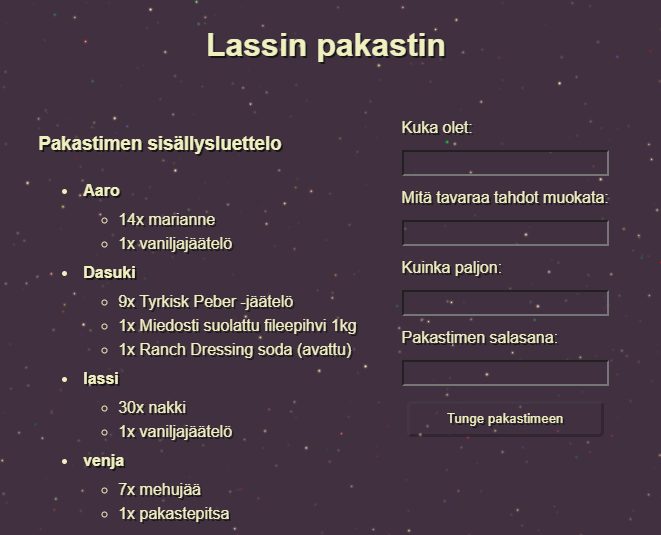 Lassin pakastin
Pakastimen sisällysluettelo
Aaro
14x marianne
1x vaniljajäätelö
Dasuki
9x Tyrkisk Peber -jäätelö
1x Miedosti suolattu fileepihvi 1kg
1x Ranch Dressing soda (avattu)
lassi
30x nakki
1x vaniljajäätelö
venja
7x mehujää
1x pakastepitsa
Kuka olet:
Mitä tavaraa tahdot muokata:
Kuinka paljon:
Pakastimen salasana:
Tunge pakastimeen